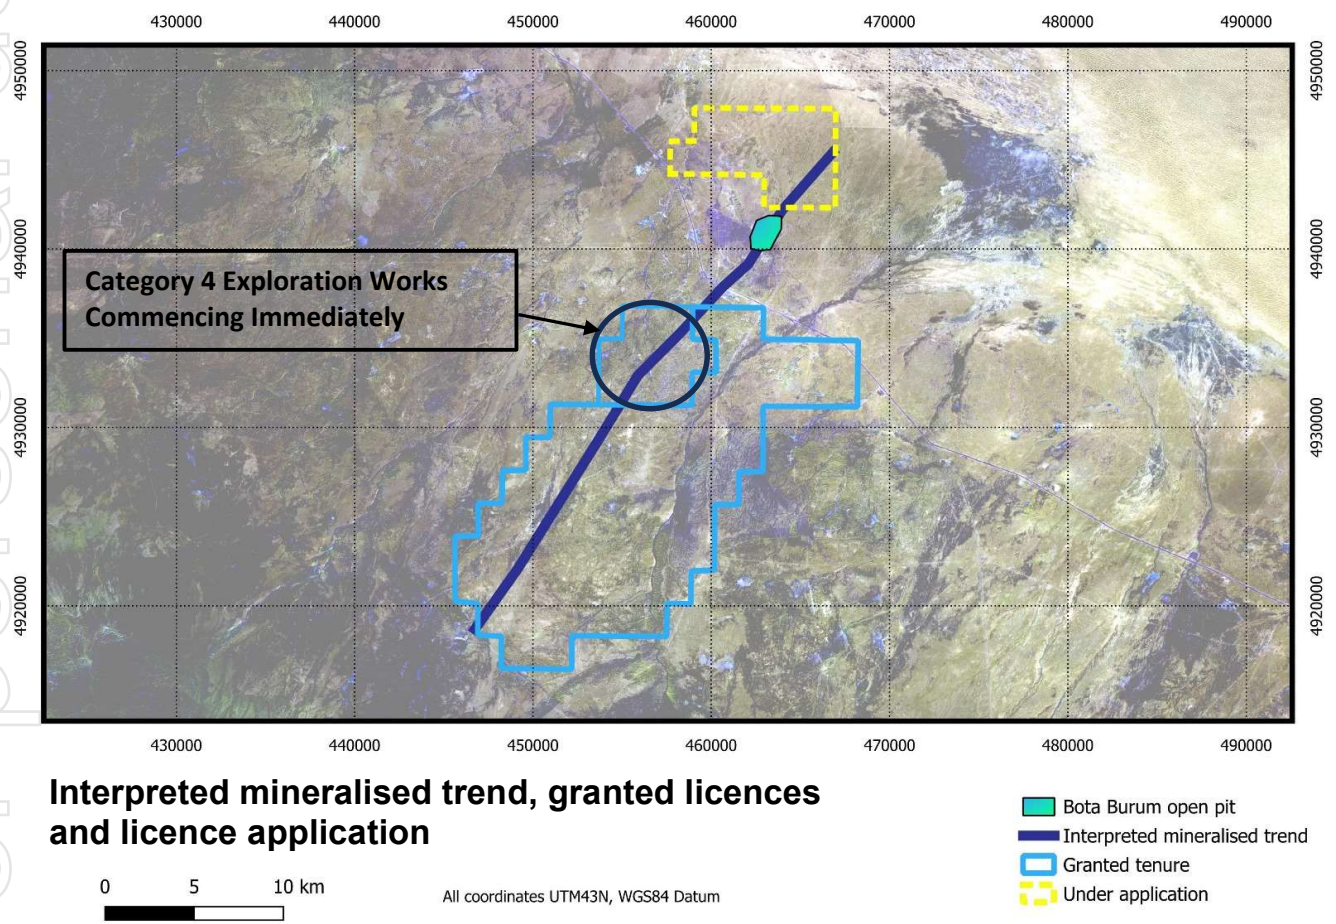 430000 440000 450000 460000 470000 480000 490000
4950000
4950000
4940000
4940000
Category 4 Exploration Works
Commencing Immediately
4930000
4930000
4920000
4920000
430000 440000 450000 460000 470000 480000 490000
Interpreted mineralised trend, granted licences
and licence application
0 5 10 km
All coordinates UTM43N, WGS84 Datum
Bota Burum open pit
Interpreted mineralised trend
Granted tenure
Under application